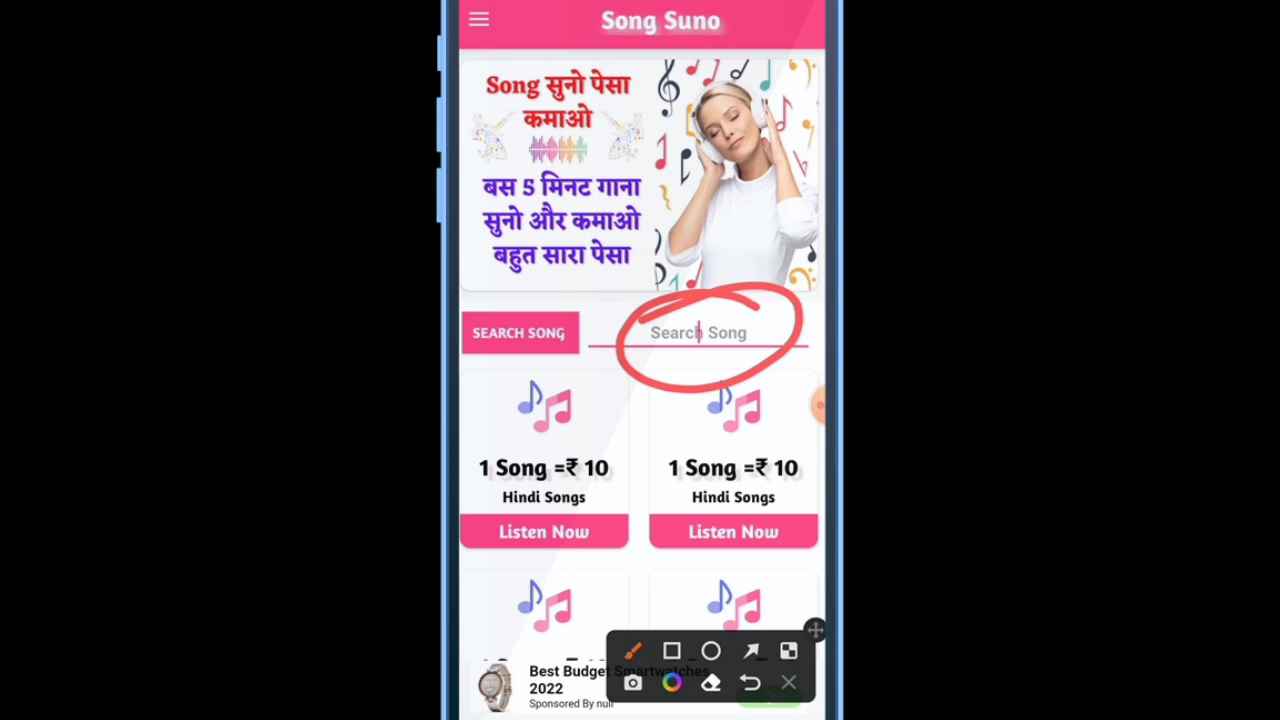 Song Suno
Song सुनो पेसा
कमाओ
बस 5 मिनट गाना
सुनो और कमाओ
बहुत सारा पेसा
SEARCH SONG
Search Song
1 Song =₹ 10
1 Song =₹ 10
Hindi Songs
Hindi Songs
Listen Now
Listen Now
Best Budget Smartwatches
2022
Sponsored By null